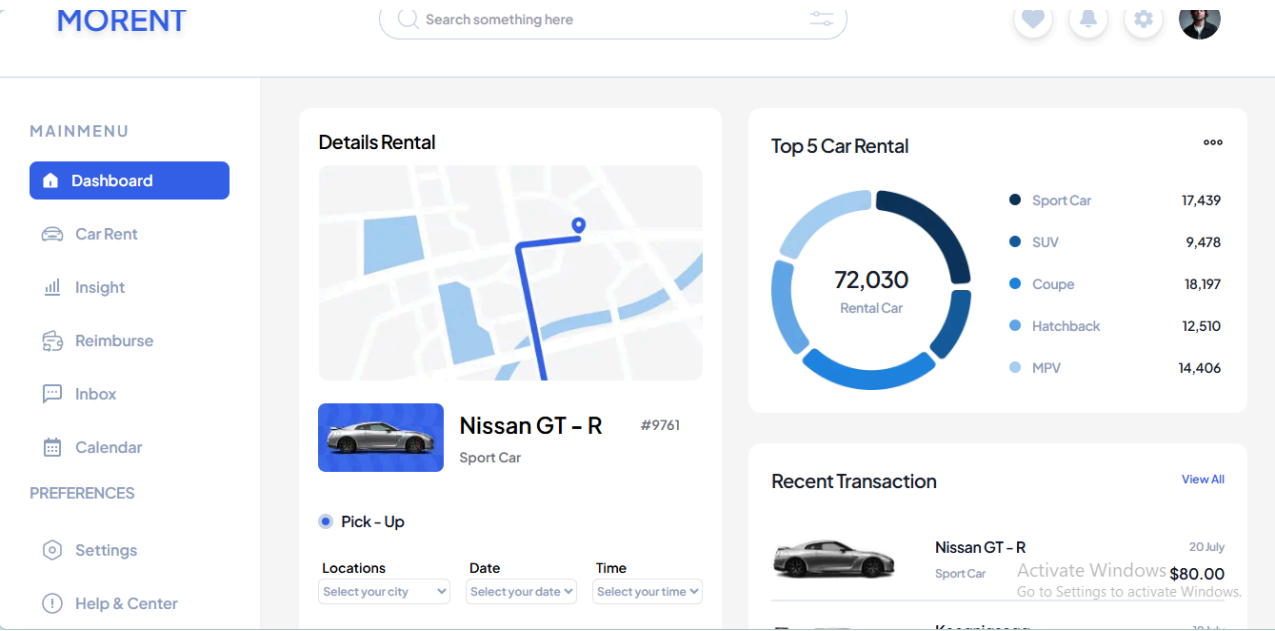 MORENT
Search something here
MAINMENU
Dashboard
Car Rent
Insight
Reimburse
Inbox
Calendar
PREFERENCES
Settings
Help & Center
Details Rental
Nissan GT - R
#9761
Sport Car
Pick - Up
Locations
Date
Time
Select your city
Select your date
Select your time
Top 5 Car Rental
72,030
Rental Car
Sport Car 17,439
SUV 9,478
Coupe 18,197
Hatchback 12,510
MPV 14,406
Recent Transaction
View All
Nissan GT - R
20 July
Sport Car
$80.00
Activate Windows
Go to Settings to activate Windows.